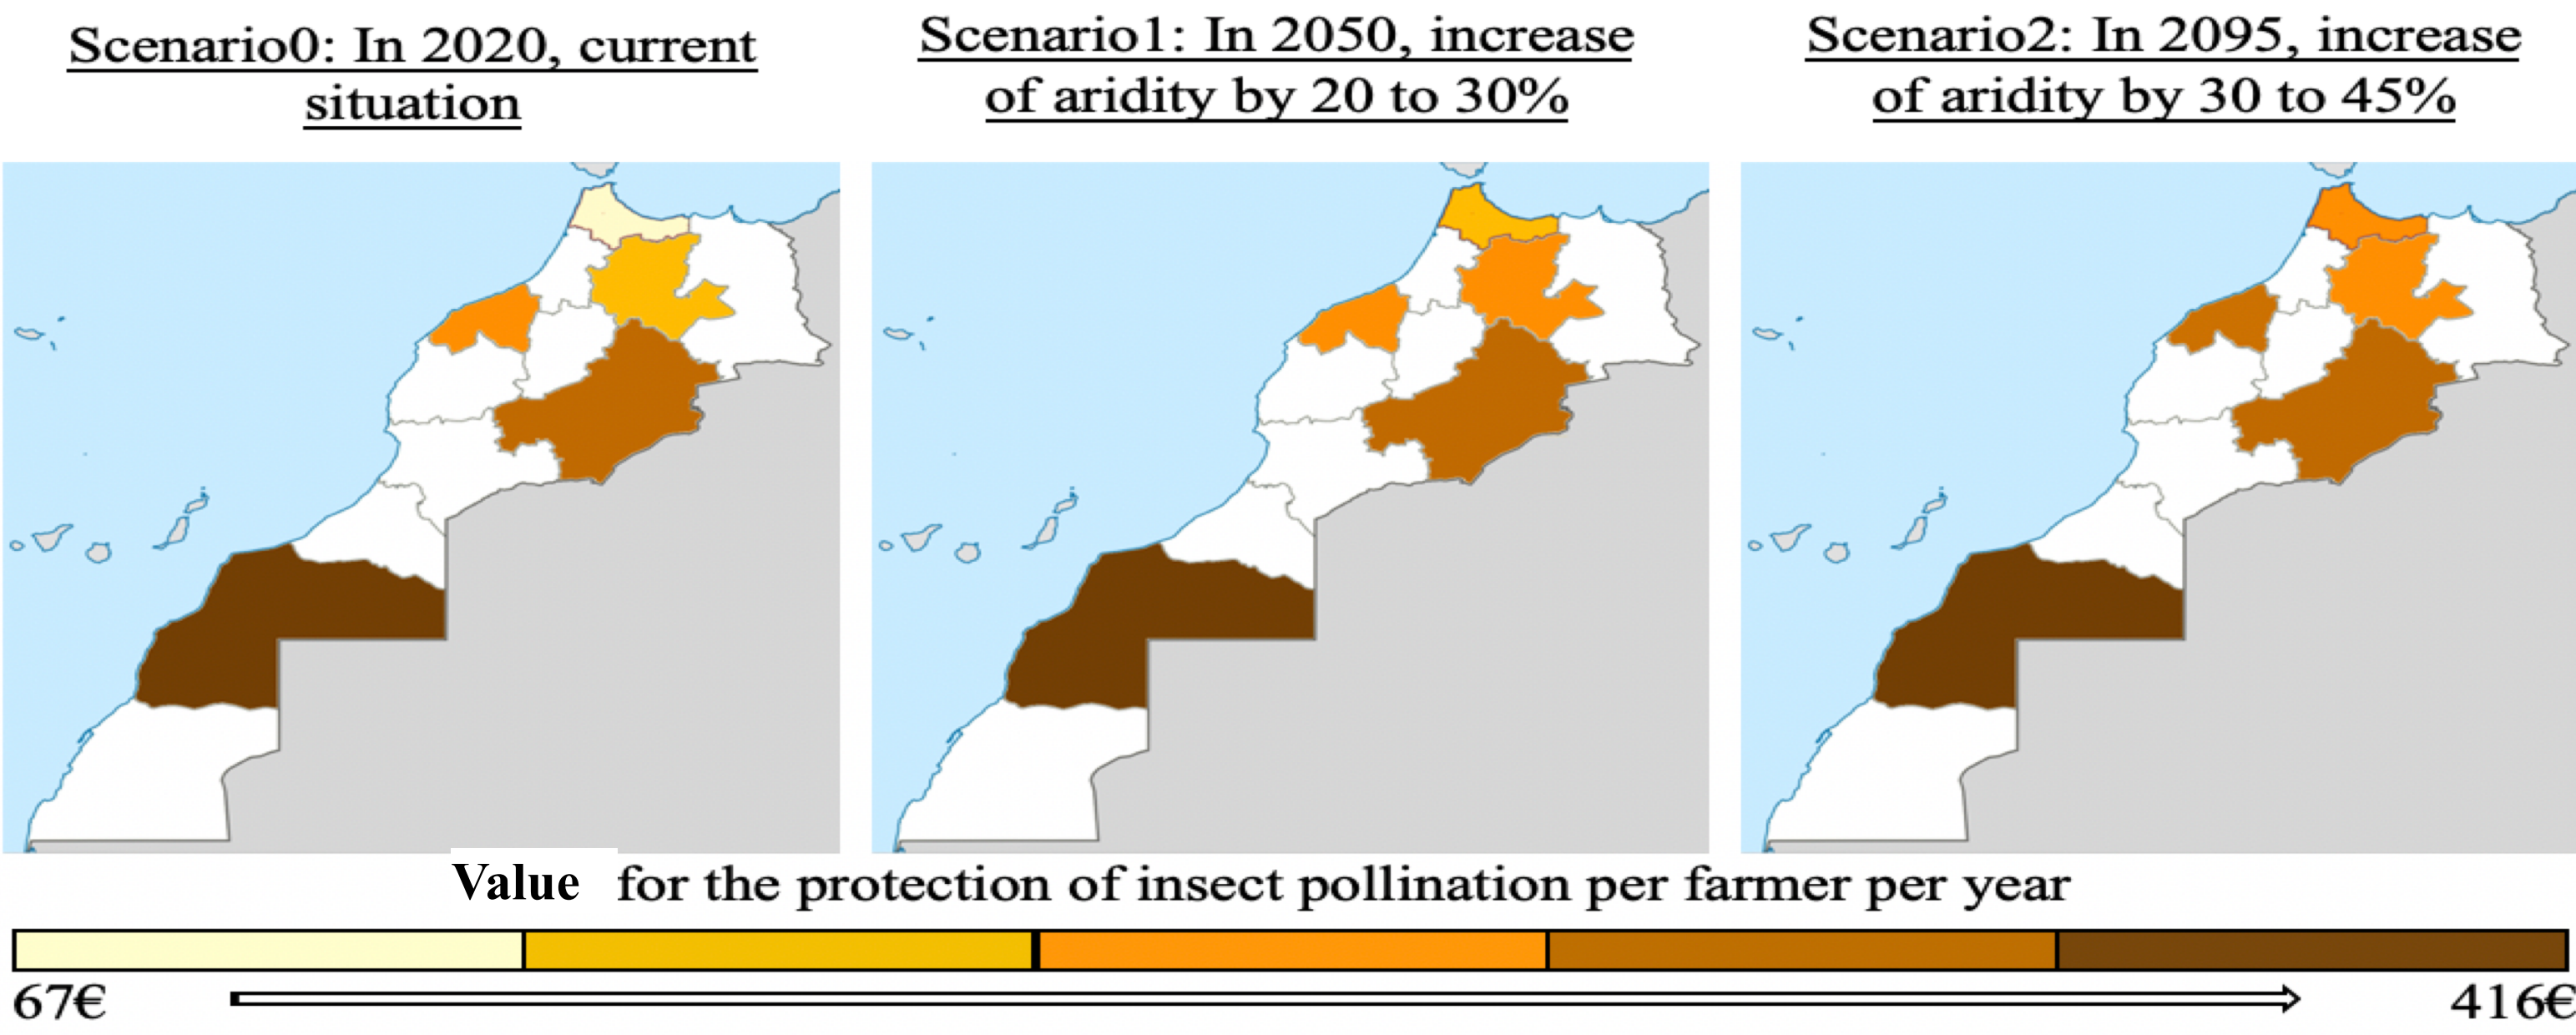 Scenario0: In 2020, current
situation
Scenario1: In 2050, increase
of aridity by 20 to 30%
Scenario2: In 2095, increase
of aridity by 30 to 45%
Value for the protection of insect pollination per farmer per year
67€ 416€